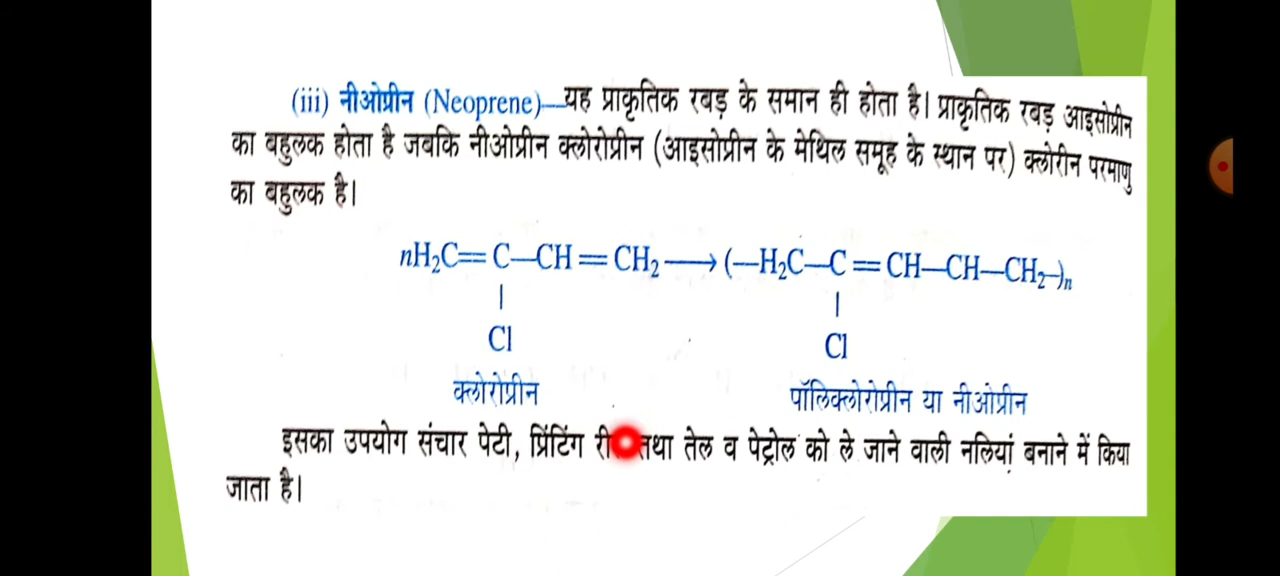 (iii) नीओप्रीन (Neoprene)—यह प्राकृतिक रबड़ के समान ही होता है। प्राकृतिक रबड़ आइसोप्रीन
का बहुलक होता है जबकि नीओप्रीन क्लोरोप्रीन (आइसोप्रीन के मेथिल समूह के स्थान पर) क्लोरीन परमाणु
का बहुलक है।
nH₂C=C—CH=CH₂⟶(—H₂C—C=CH—CH—CH₂—)ₙ
| |
Cl Cl
क्लोरोप्रीन पॉलिक्लोरोप्रीन या नीओप्रीन
इसका उपयोग संचार पेटी, प्रिंटिंग तथा तेल व पेट्रोल को ले जाने वाली नलियां बनाने में किया
जाता है।